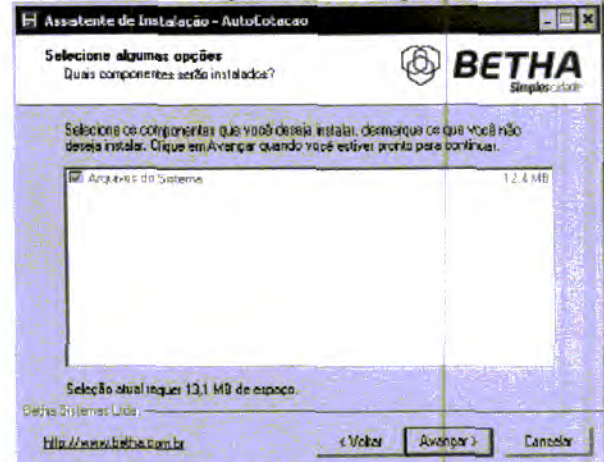 Assistente de Instalação - AutoCotacao
Selecione algumas opções
Quais componentes serão instalados?
BETHA
Simplescidade
Selecione os componentes que você deseja instalar, desmarque os que você não
deseja instalar. Clique em Avançar quando você estiver pronto para continuar.
Arquivos do Sistema 12,4 MB
Seleção atual requer 13,1 MB de espaço.
Betha Sistemas Ltda.
http://www.betha.com.br
< Voltar Avançar > Cancelar